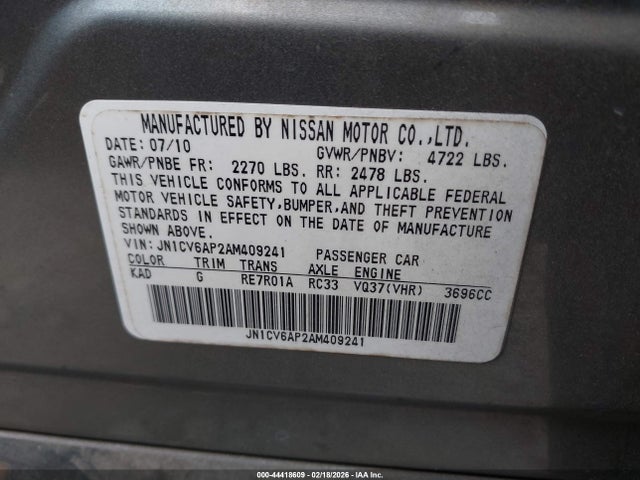 MANUFACTURED BY NISSAN MOTOR CO.,LTD.
DATE: 07/10 GVWR/PNBV: 4722 LBS.
GAWR/PNBE FR: 2270 LBS. RR: 2478 LBS.
THIS VEHICLE CONFORMS TO ALL APPLICABLE FEDERAL
MOTOR VEHICLE SAFETY, BUMPER, AND THEFT PREVENTION
STANDARDS IN EFFECT ON THE DATE OF MANUFACTURE
SHOWN ABOVE.
VIN: JN1CV6AP2AM409241 PASSENGER CAR
COLOR TRIM TRANS AXLE ENGINE
KAD G RE7R01A RC33 VQ37(VHR) 3696CC
JN1CV6AP2AM409241
000-44418609 - 02/18/2026 - IAA, Inc.